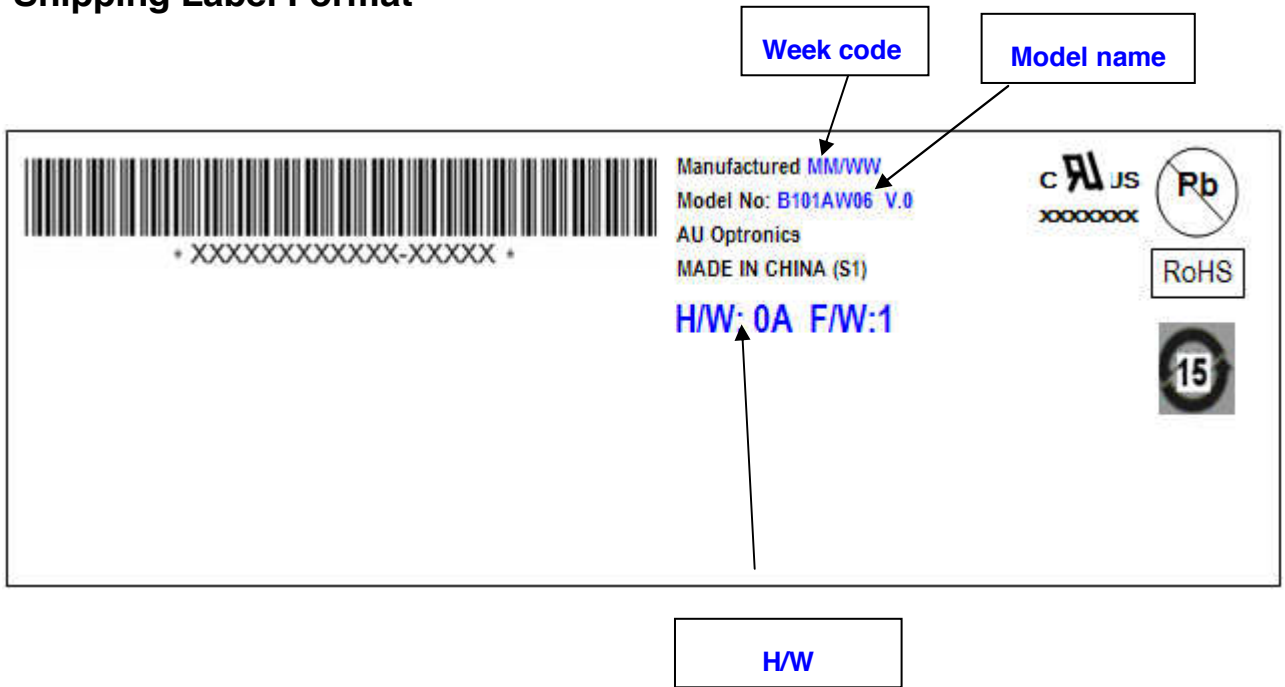 Shipping Label Format
Week code
Model name
Manufactured MM/WW
Model No: B101AW06 V.0
AU Optronics
MADE IN CHINA (S1)
H/W: 0A F/W:1
* XXXXXXXXXXXX-XXXXX *
C RU US
XXXXXXX
Pb
RoHS
15
H/W